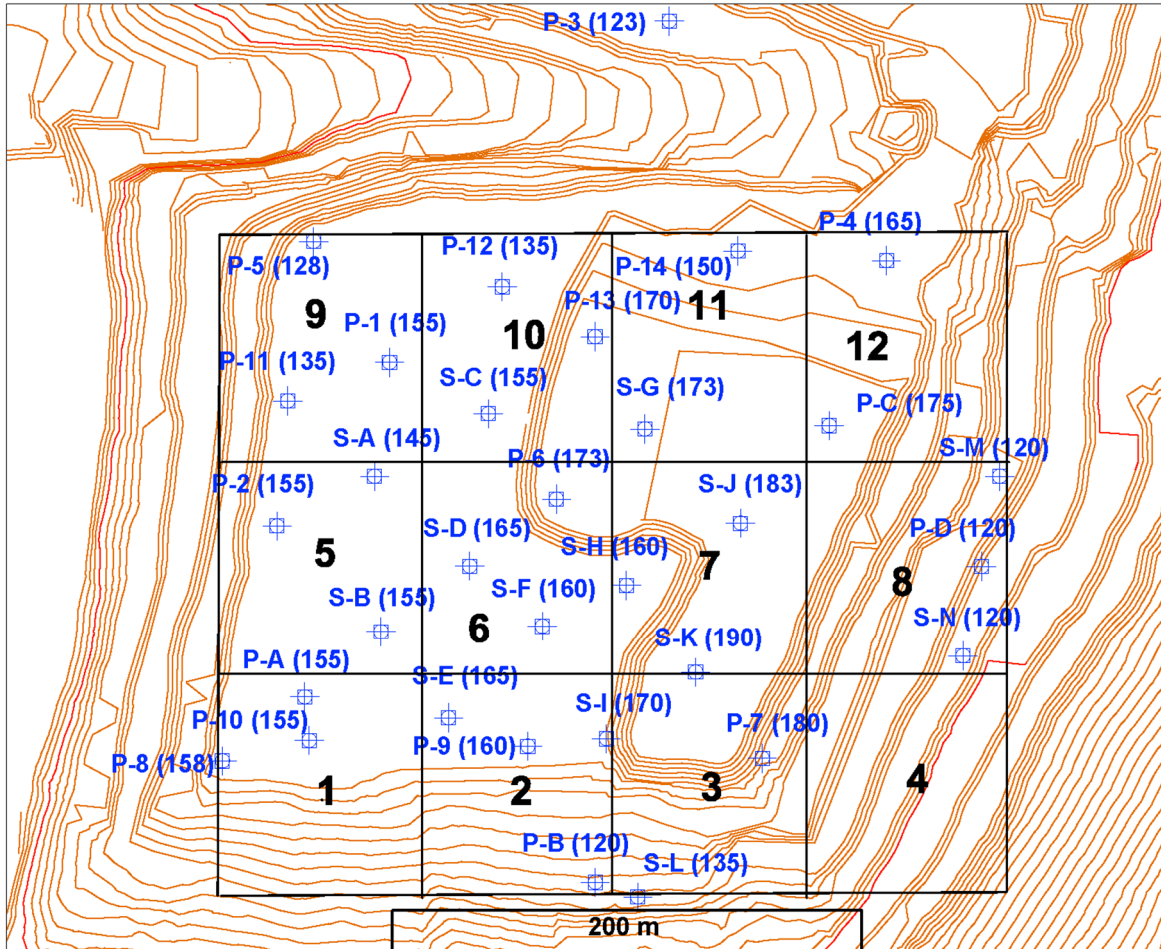 P-3 (123)
P-4 (165)
P-12 (135)
P-5 (128)
P-14 (150)
P-13 (170)
9
11
10
12
P-1 (155)
P-11 (135)
S-C (155)
S-G (173)
P-C (175)
S-A (145)
P-6 (173)
S-M (120)
P-2 (155)
S-J (183)
S-D (165)
P-D (120)
5
S-H (160)
7
8
S-F (160)
S-B (155)
6
S-N (120)
S-K (190)
P-A (155)
S-E (165)
S-I (170)
P-10 (155)
P-7 (180)
P-9 (160)
P-8 (158)
1
2
3
4
P-B (120)
S-L (135)
200 m